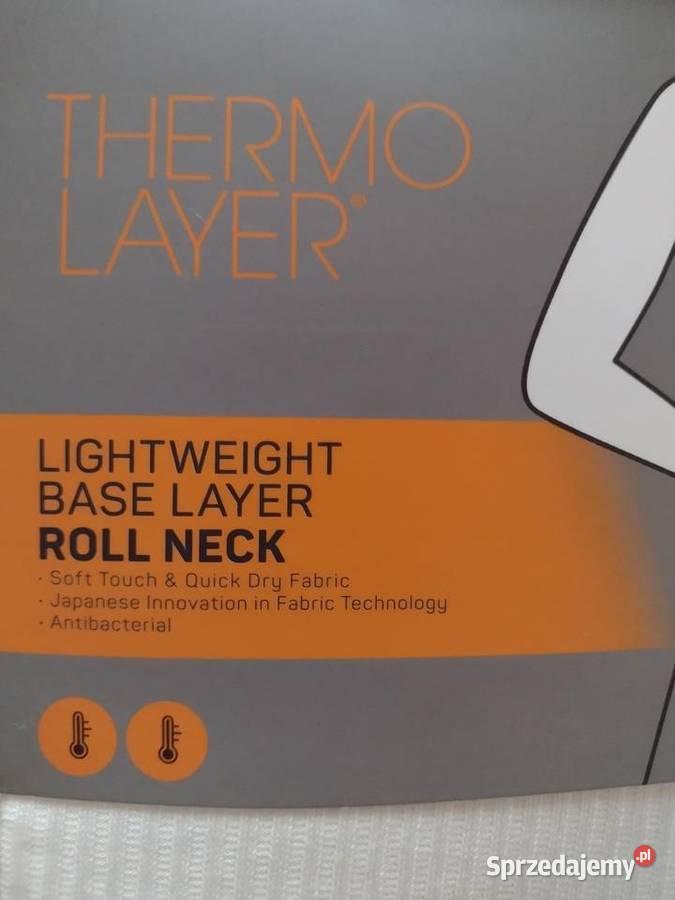 THERMO
LAYER®
LIGHTWEIGHT
BASE LAYER
ROLL NECK
· Soft Touch & Quick Dry Fabric
· Japanese Innovation in Fabric Technology
· Antibacterial
Sprzedajemy.pl